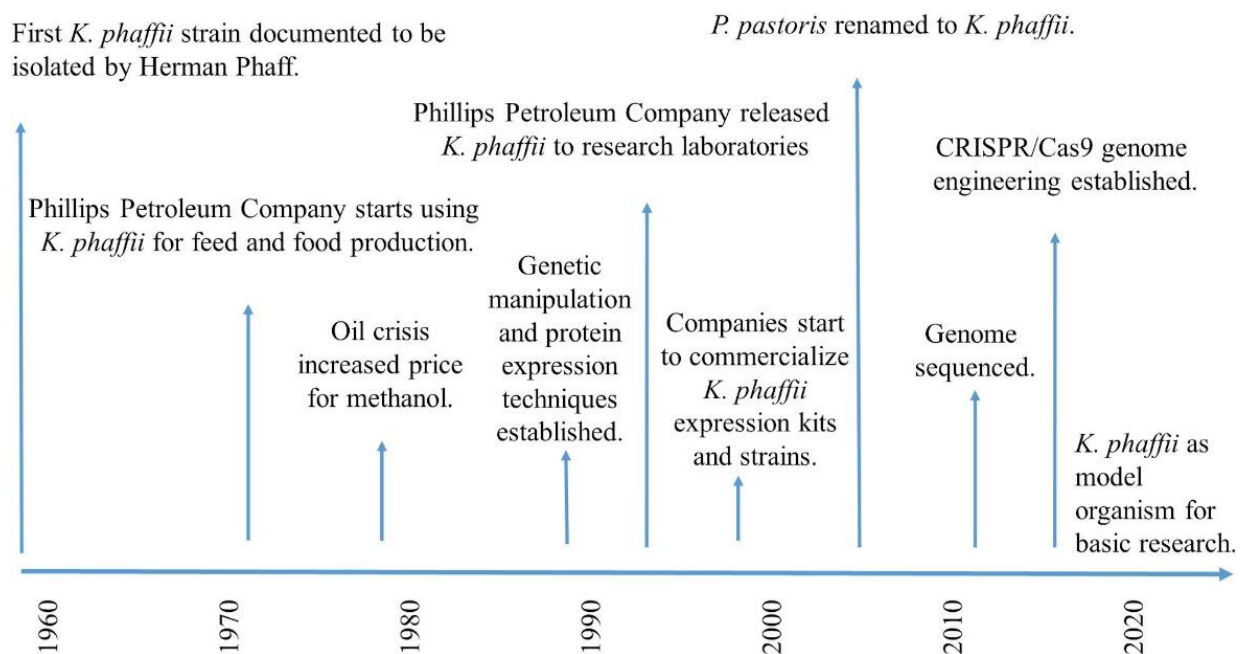 First K. phaffii strain documented to be
isolated by Herman Phaff.
P. pastoris renamed to K. phaffii.
Phillips Petroleum Company released
K. phaffii to research laboratories
CRISPR/Cas9 genome
engineering established.
Phillips Petroleum Company starts using
K. phaffii for feed and food production.
Oil crisis
increased price
for methanol.
Genetic
manipulation
and protein
expression
techniques
established.
Companies start
to commercialize
K. phaffii
expression kits
and strains.
Genome
sequenced.
K. phaffii as
model
organism for
basic research.
1960
1970
1980
1990
2000
2010
2020